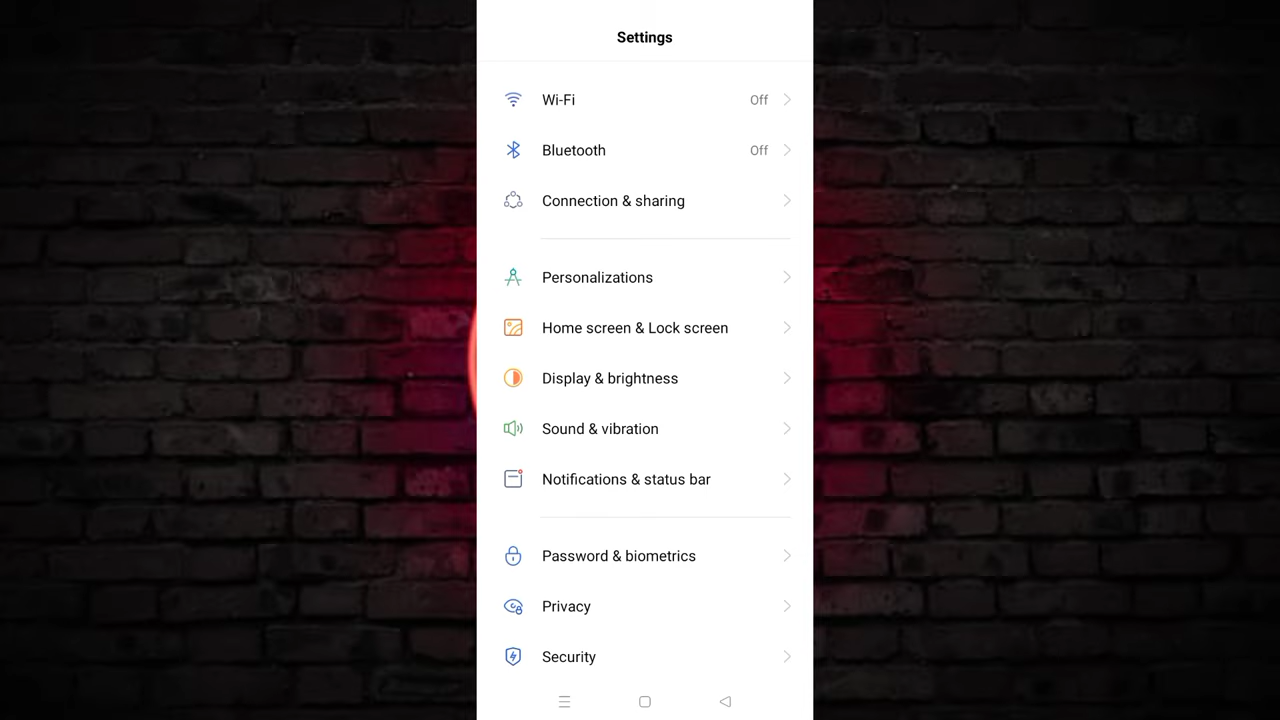 Settings
Wi-Fi Off
Bluetooth Off
Connection & sharing
Personalizations
Home screen & Lock screen
Display & brightness
Sound & vibration
Notifications & status bar
Password & biometrics
Privacy
Security